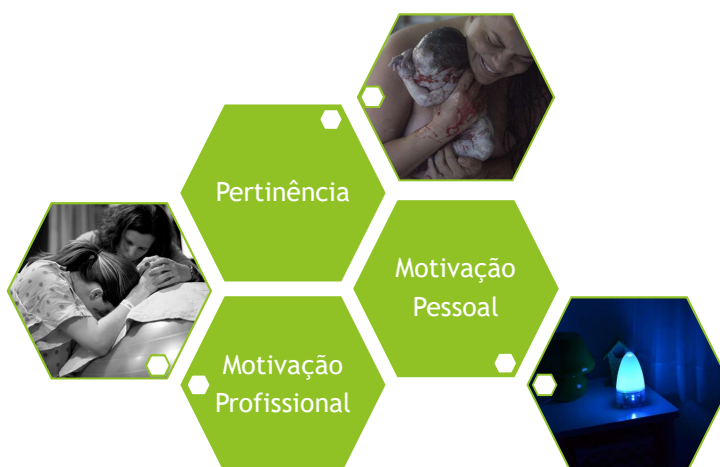 Pertinência
Motivação
Pessoal
Motivação
Profissional